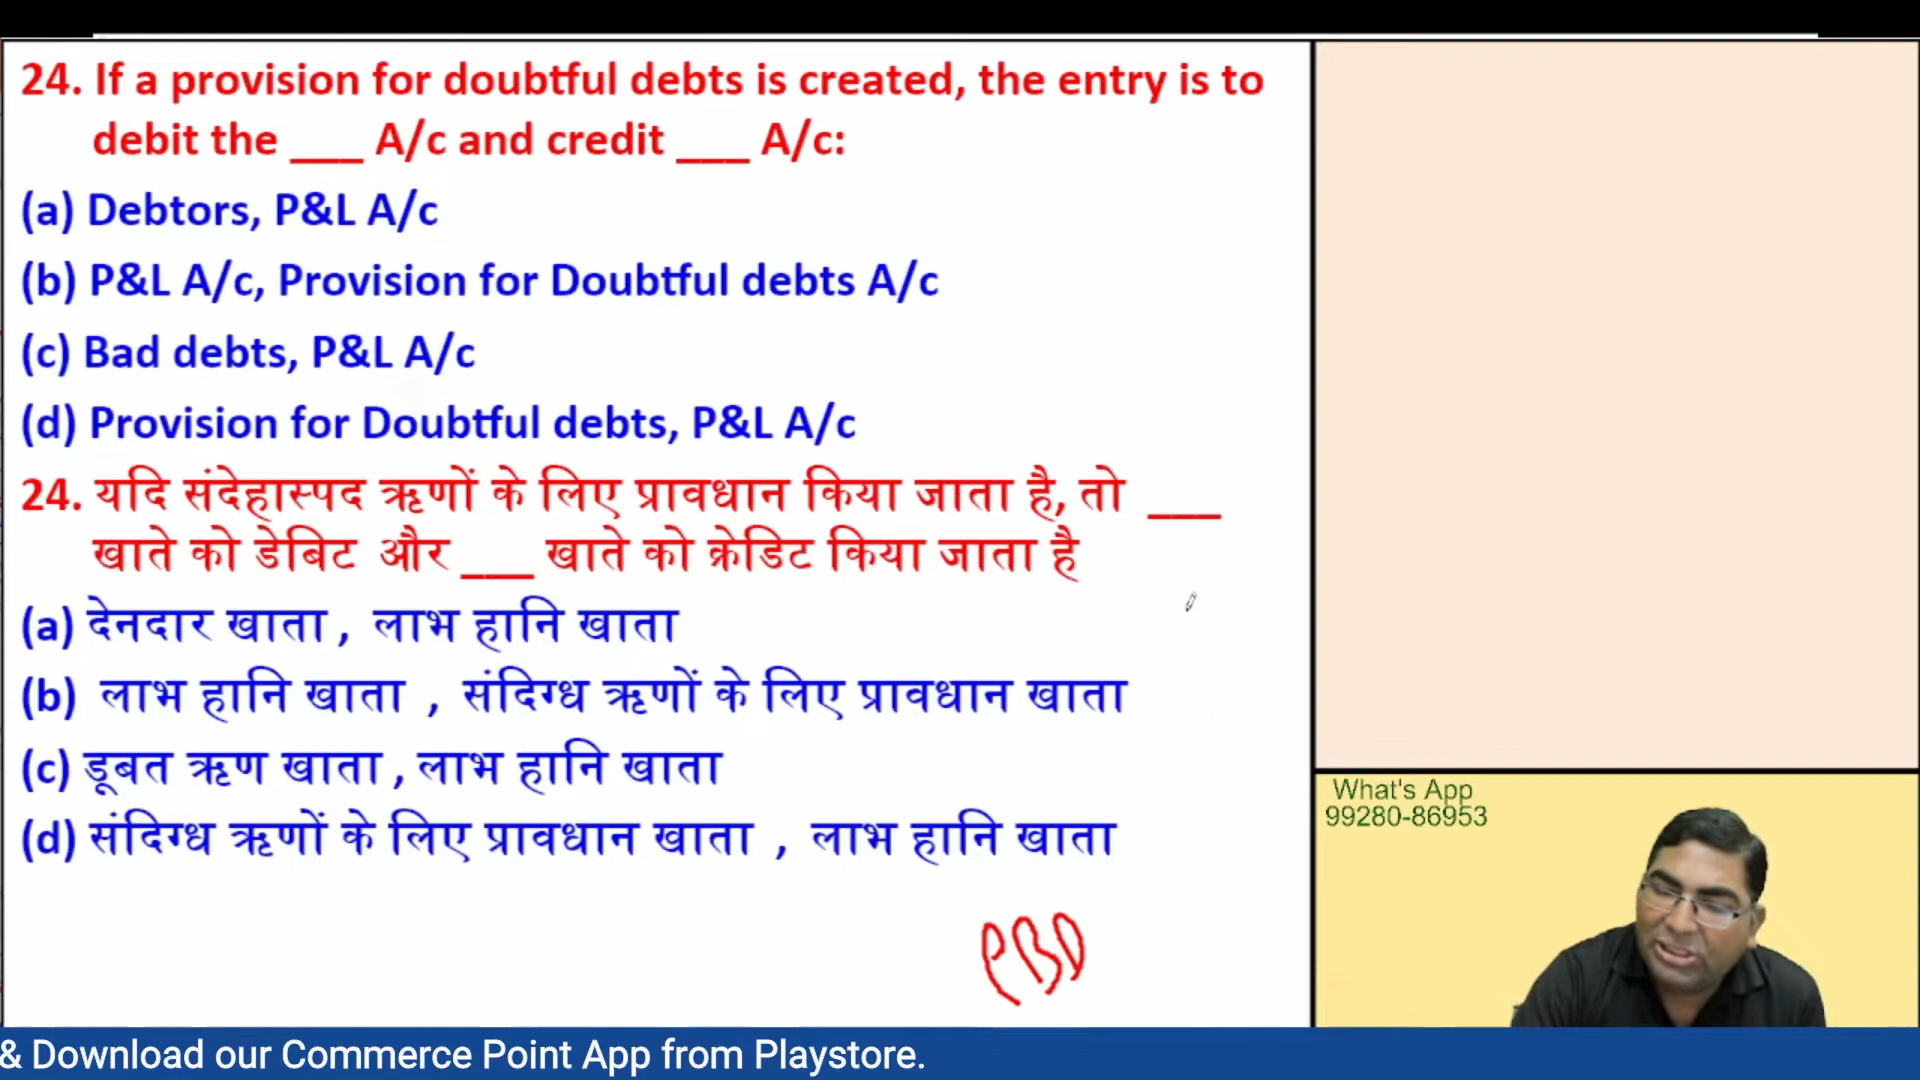 24. If a provision for doubtful debts is created, the entry is to
debit the ___ A/c and credit ___ A/c:
(a) Debtors, P&L A/c
(b) P&L A/c, Provision for Doubtful debts A/c
(c) Bad debts, P&L A/c
(d) Provision for Doubtful debts, P&L A/c
24. यदि संदेहास्पद ऋणों के लिए प्रावधान किया जाता है, तो ___
खाते को डेबिट और ___ खाते को क्रेडिट किया जाता है
(a) देनदार खाता , लाभ हानि खाता
(b) लाभ हानि खाता , संदिग्ध ऋणों के लिए प्रावधान खाता
(c) डूबत ऋण खाता , लाभ हानि खाता
(d) संदिग्ध ऋणों के लिए प्रावधान खाता , लाभ हानि खाता
PBD
What's App
99280-86953
& Download our Commerce Point App from Playstore.